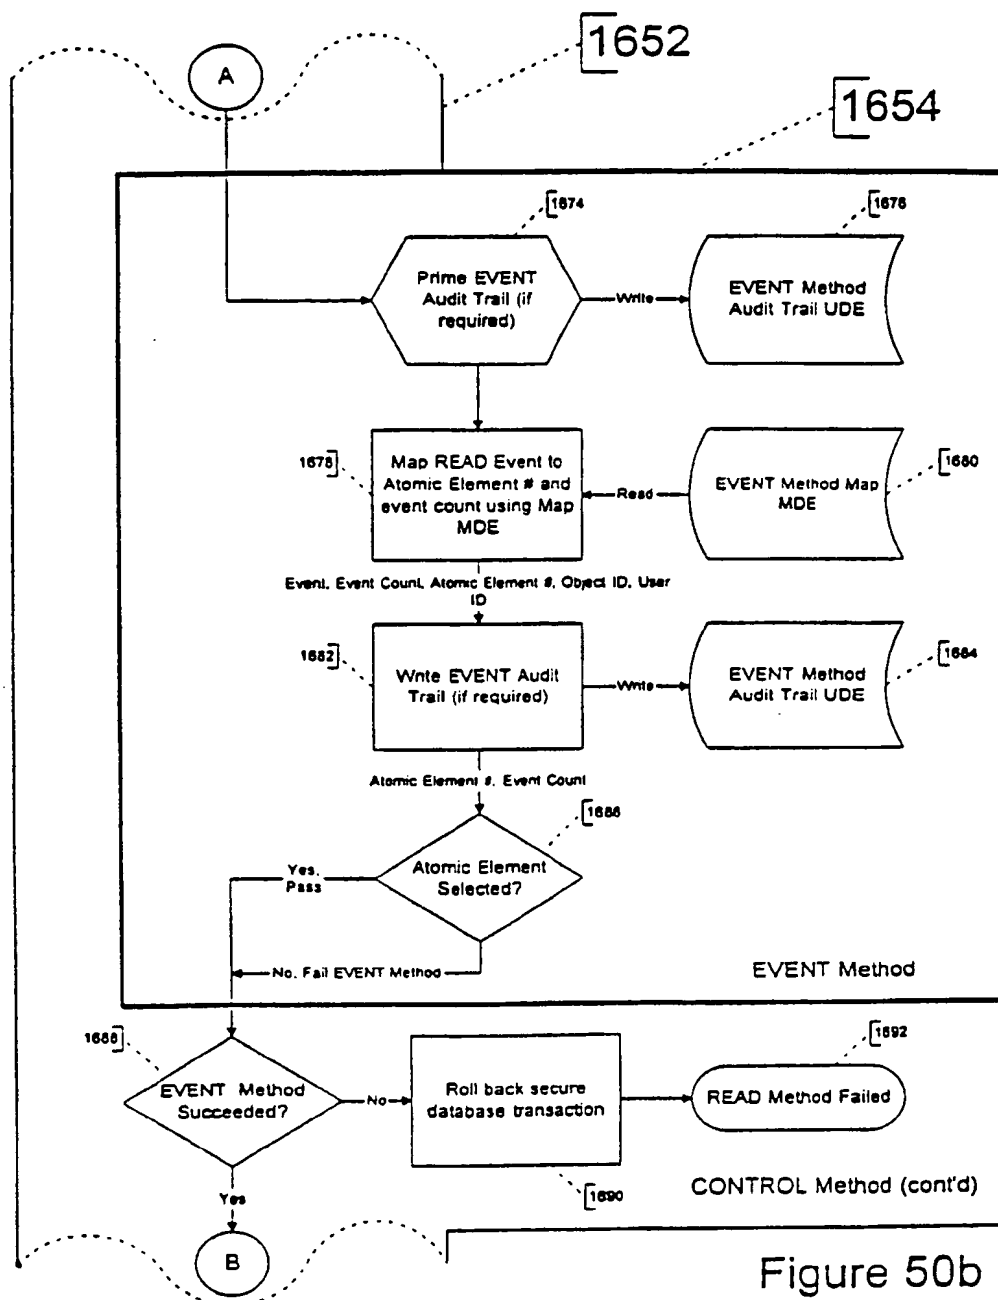 1652
A
1654
1674
1676
Prime EVENT
Audit Trail (if
required)
Write
EVENT Method
Audit Trail UDE
1678
Map READ Event to
Atomic Element # and
event count using Map
MDE
Read
EVENT Method Map
MDE
1680
Event, Event Count, Atomic Element #, Object ID, User
ID
1682
Write EVENT Audit
Trail (if required)
Write
EVENT Method
Audit Trail UDE
1684
Atomic Element #, Event Count
1686
Yes,
Pass
Atomic Element
Selected?
No, Fail EVENT Method
EVENT Method
1688
EVENT Method
Succeeded?
No
Roll back secure
database transaction
1692
READ Method Failed
1690
CONTROL Method (cont'd)
Yes
B
Figure 50b